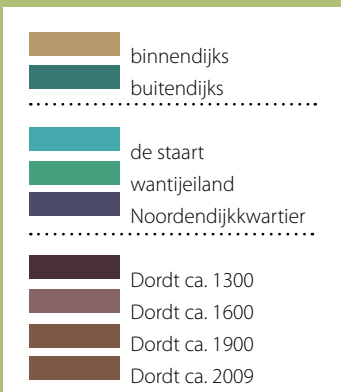 binnendijks
buitendijks
de staart
wantijeiland
Noordendijkkwartier
Dordt ca. 1300
Dordt ca. 1600
Dordt ca. 1900
Dordt ca. 2009